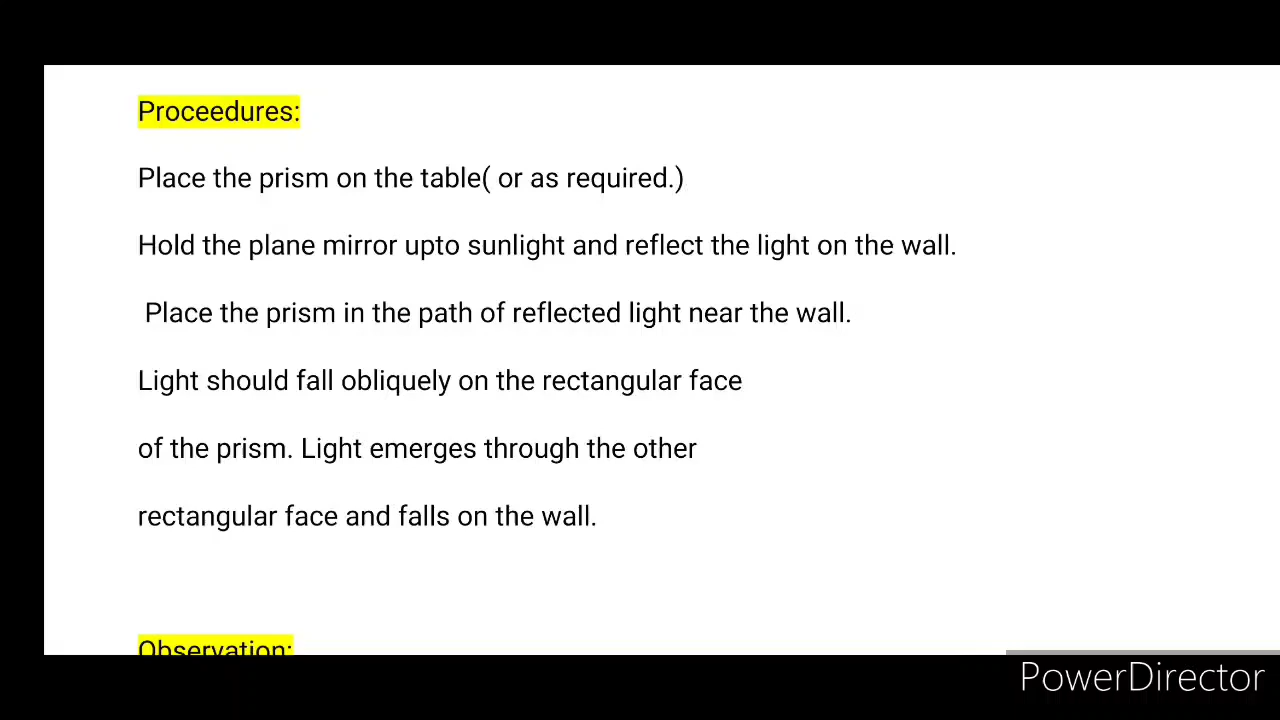 Proceedures:
Place the prism on the table( or as required.)
Hold the plane mirror upto sunlight and reflect the light on the wall.
Place the prism in the path of reflected light near the wall.
Light should fall obliquely on the rectangular face
of the prism. Light emerges through the other
rectangular face and falls on the wall.
Observation:
PowerDirector